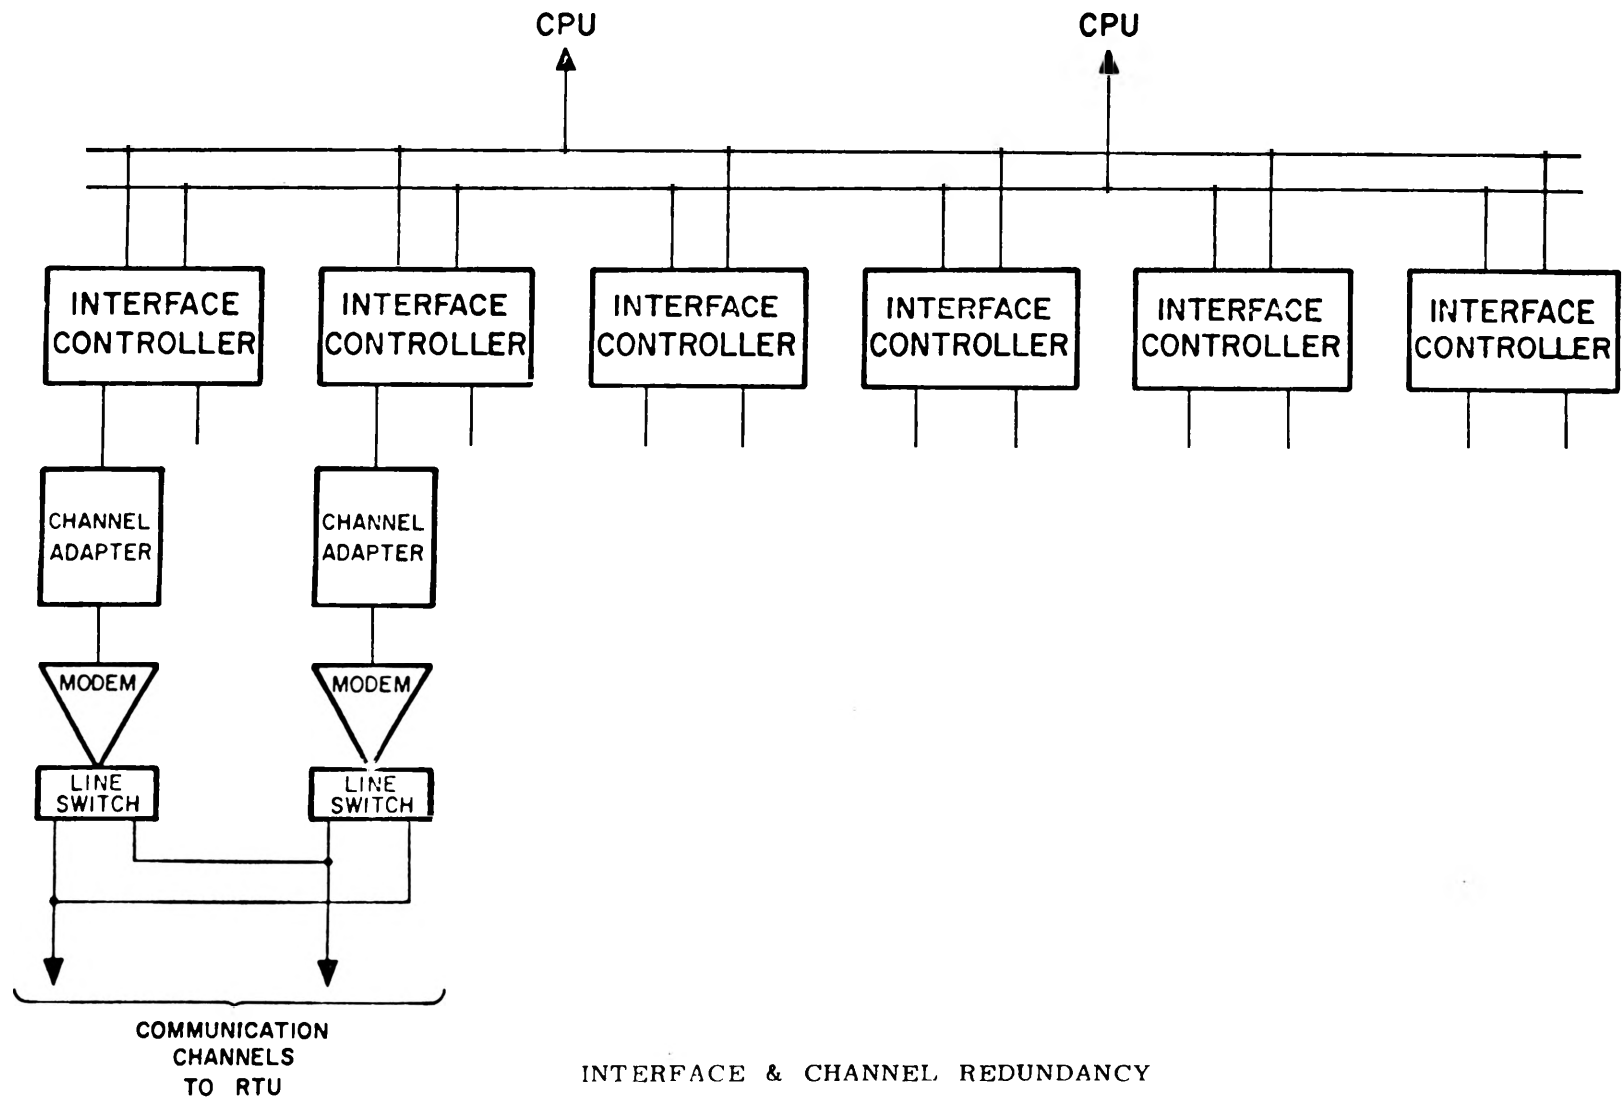 CPU
CPU
INTERFACE
CONTROLLER
INTERFACE
CONTROLLER
INTERFACE
CONTROLLER
INTERFACE
CONTROLLER
INTERFACE
CONTROLLER
INTERFACE
CONTROLLER
CHANNEL
ADAPTER
CHANNEL
ADAPTER
MODEM
MODEM
LINE
SWITCH
LINE
SWITCH
COMMUNICATION
CHANNELS
TO RTU
INTERFACE & CHANNEL REDUNDANCY